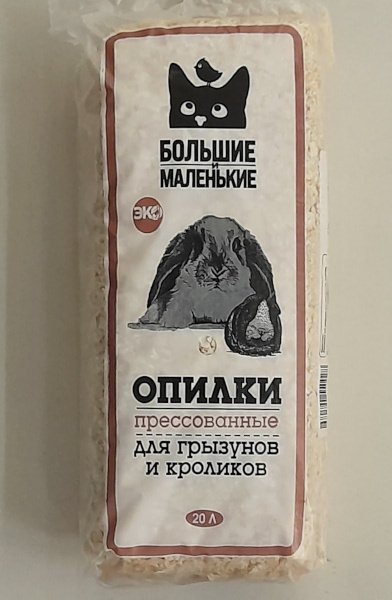 БОЛЬШИЕ
и
МАЛЕНЬКИЕ
ЭКО
ОПИЛКИ
прессованные
для грызунов
и кроликов
20 Л